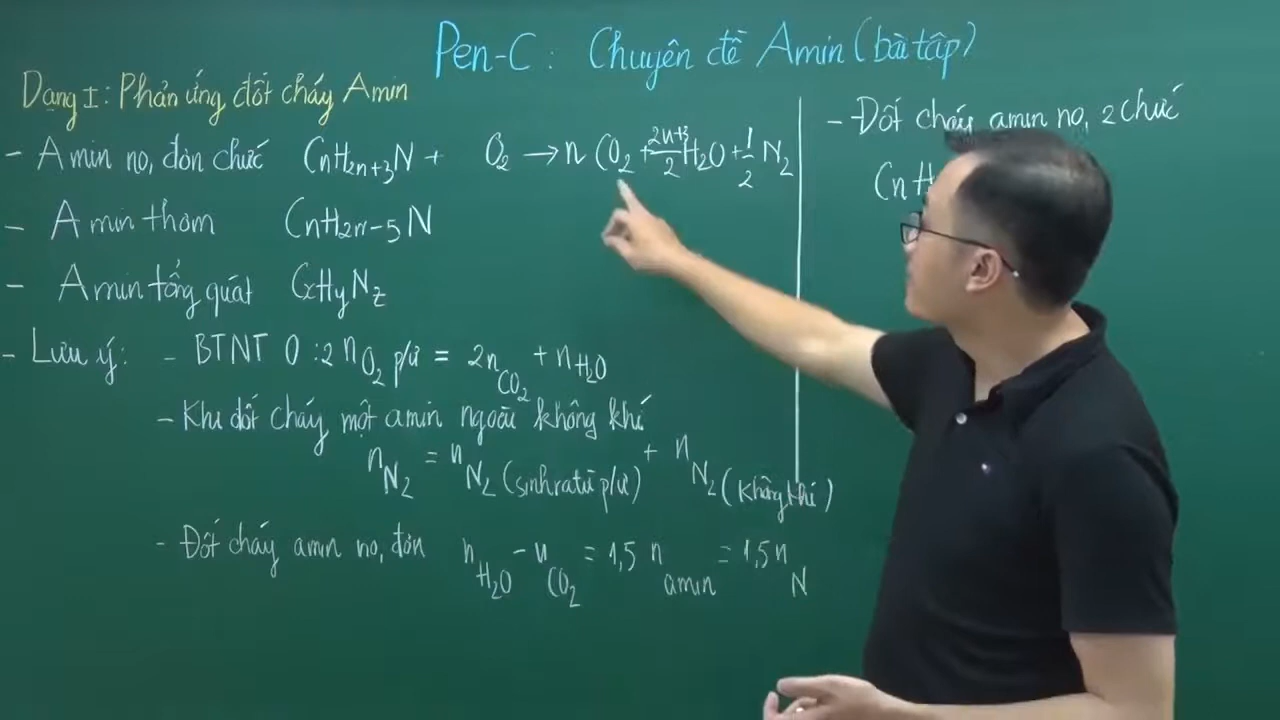 Pen-C : Chuyên đề Amin (bài tập)
Dạng I: Phản ứng đốt cháy Amin
- Amin no, đơn chức CnH2n+3N + O2 → n CO2 + 2n+3/2 H2O + 1/2 N2
- Amin thơm CnH2n-5N
- Amin tổng quát CxHyNz
- Lưu ý: - BTNT O : 2nO2 p/ứ = 2nCO2 + nH2O
- Khi đốt cháy một amin ngoài không khí
nN2 = nN2 (sinh ra từ p/ứ) + nN2 (không khí)
- Đốt cháy amin no, đơn nH2O - nCO2 = 1,5 namin = 1,5 nN
- Đốt cháy amin no, 2 chức
CnH